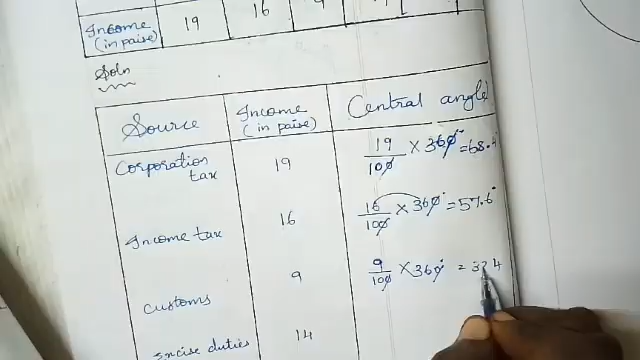 19 16 9
Income
(in paise)
19
Soln
Source Income (in paise) Central angle
Corporation tax 19 19/100 × 360° = 68.4
Income tax 16 16/100 × 360° = 57.6°
Customs 9 9/100 × 360° = 32.4
Excise duties 14